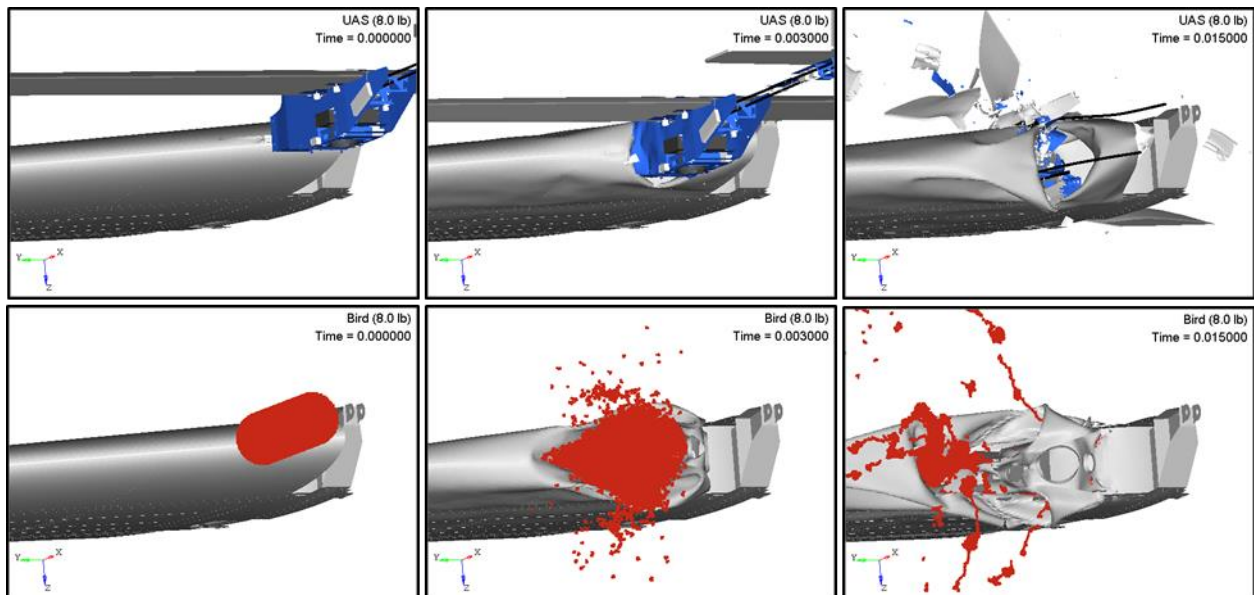 UAS (8.0 lb)
Time = 0.000000
Y
X
Z
UAS (8.0 lb)
Time = 0.003000
Y
X
Z
UAS (8.0 lb)
Time = 0.015000
Y
X
Z
Bird (8.0 lb)
Time = 0.000000
Y
X
Z
Bird (8.0 lb)
Time = 0.003000
Y
X
Z
Bird (8.0 lb)
Time = 0.015000
Y
X
Z